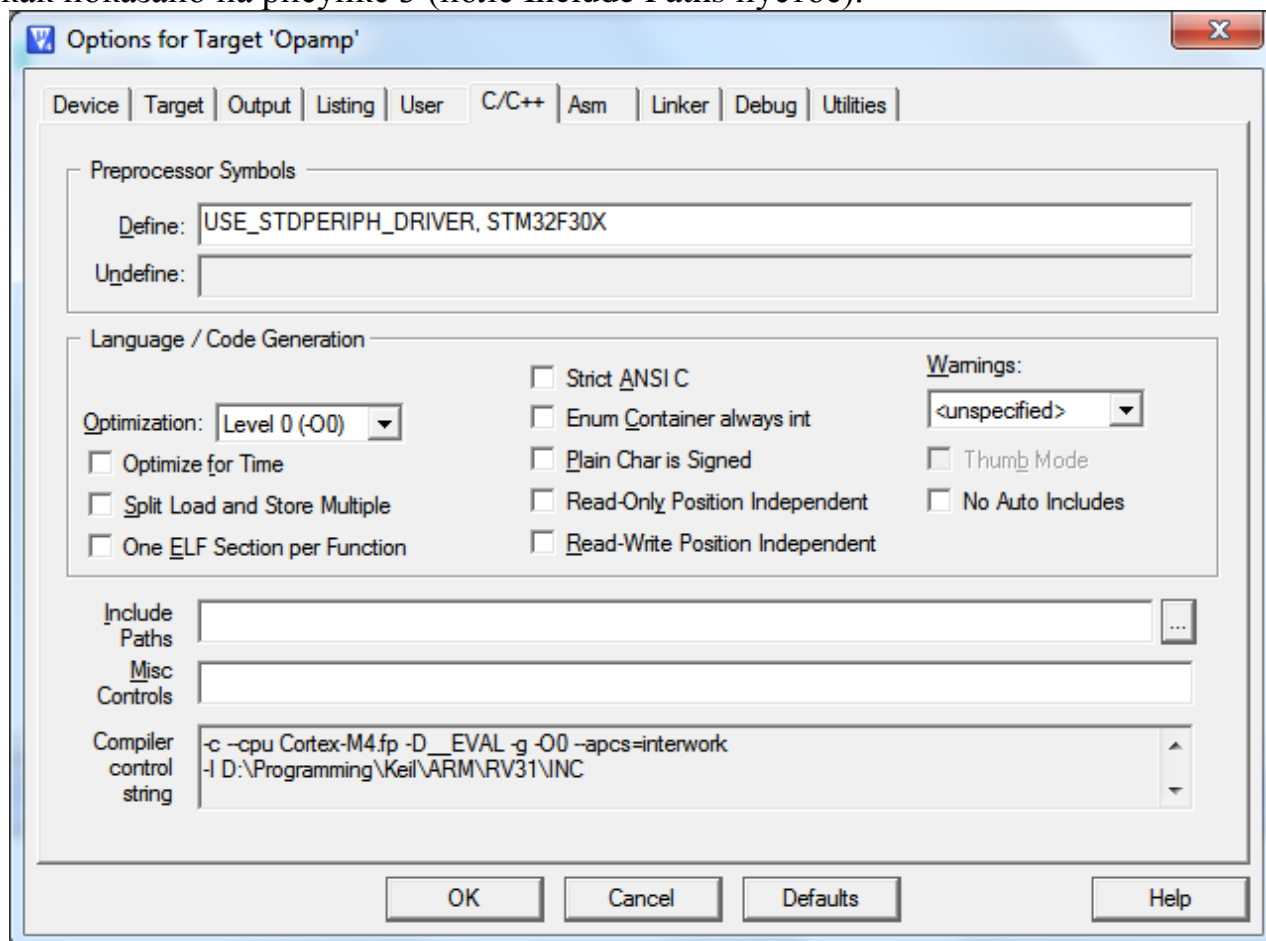 как показано на рисунке 3 (поле Include Paths пустое).
Options for Target 'Opamp'
Device Target Output Listing User C/C++ Asm Linker Debug Utilities
Preprocessor Symbols
Define: USE_STDPERIPH_DRIVER, STM32F30X
Undefine:
Language / Code Generation
Optimization: Level 0 (-O0)
Optimize for Time
Split Load and Store Multiple
One ELF Section per Function
Strict ANSI C
Enum Container always int
Plain Char is Signed
Read-Only Position Independent
Read-Write Position Independent
Warnings:
<unspecified>
Thumb Mode
No Auto Includes
Include
Paths
...
Misc
Controls
Compiler
control
string
-c --cpu Cortex-M4.fp -D__EVAL -g -O0 --apcs=interwork
-I D:\Programming\Keil\ARM\RV31\INC
OK Cancel Defaults Help